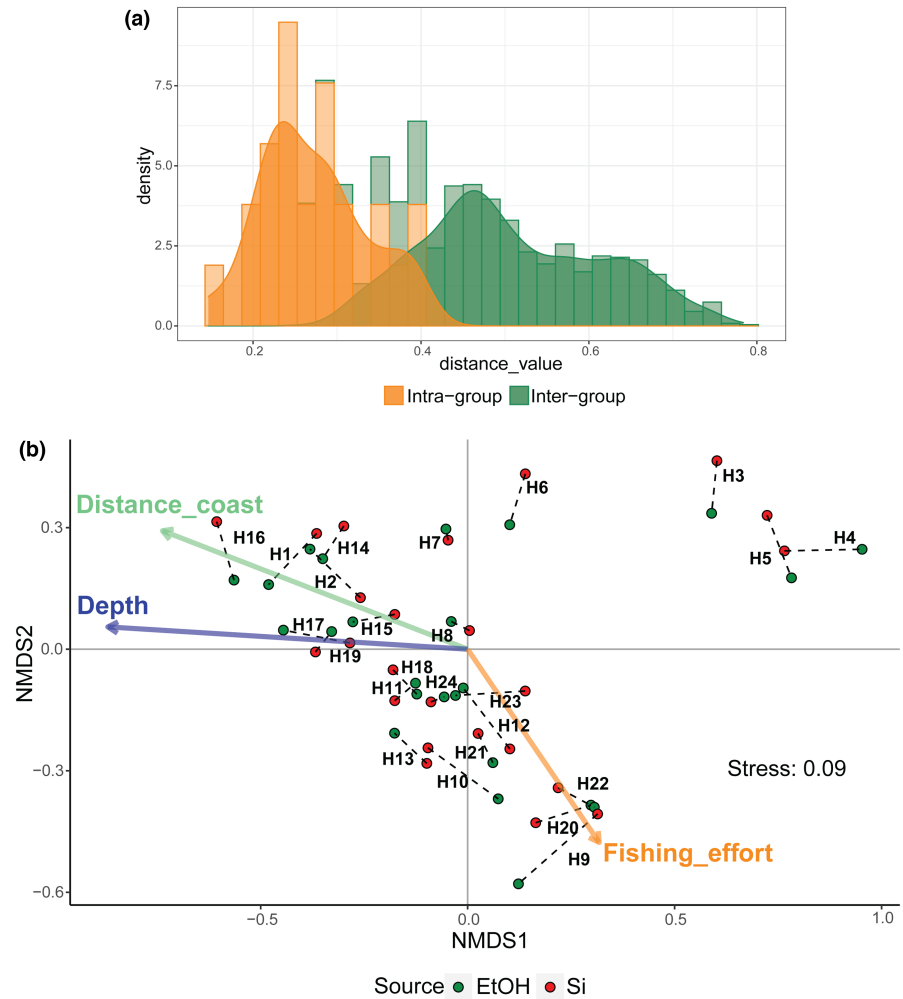 (a)
7.5
5.0
2.5
0.0
density
0.2 0.4 0.6 0.8
distance_value
Intra−group Inter−group
(b)
Distance_coast
Depth
Fishing_effort
H3
H6
H4
H5
H7
H16
H1
H14
H2
H17
H15
H8
H19
H18
H11
H24
H23
H12
H21
H13
H10
H22
H20
H9
Stress: 0.09
0.3
0.0
−0.3
−0.6
NMDS2
−0.5 0.0 0.5 1.0
NMDS1
Source EtOH Si